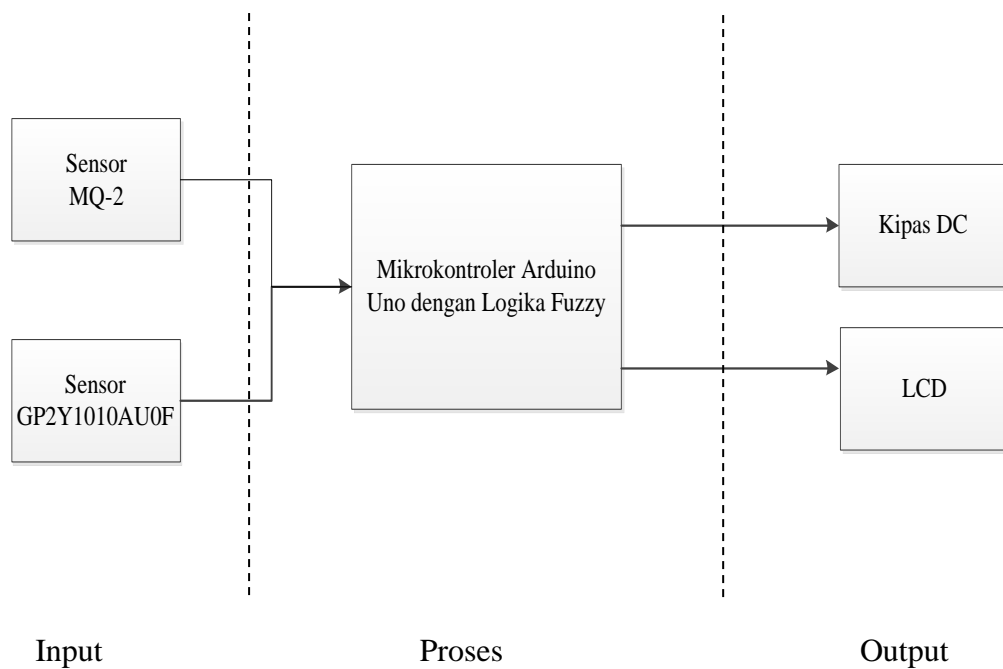 Sensor
MQ-2
Sensor
GP2Y1010AU0F
Mikrokontroler Arduino
Uno dengan Logika Fuzzy
Kipas DC
LCD
Input
Proses
Output